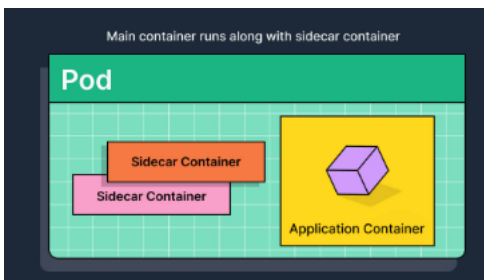 Main container runs along with sidecar container
Pod
Sidecar Container
Sidecar Container
Application Container